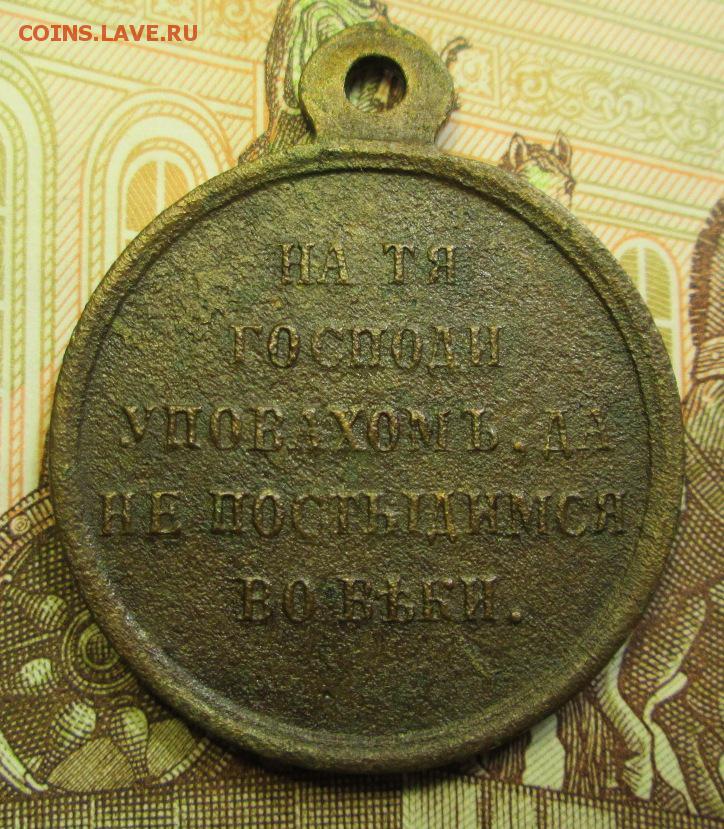 COINS.LAVE.RU
НА ТЯ
ГОСПОДИ
УПОВАХОМЪ, ДА
НЕ ПОСТЫДИМСЯ
ВО ВѢКИ.